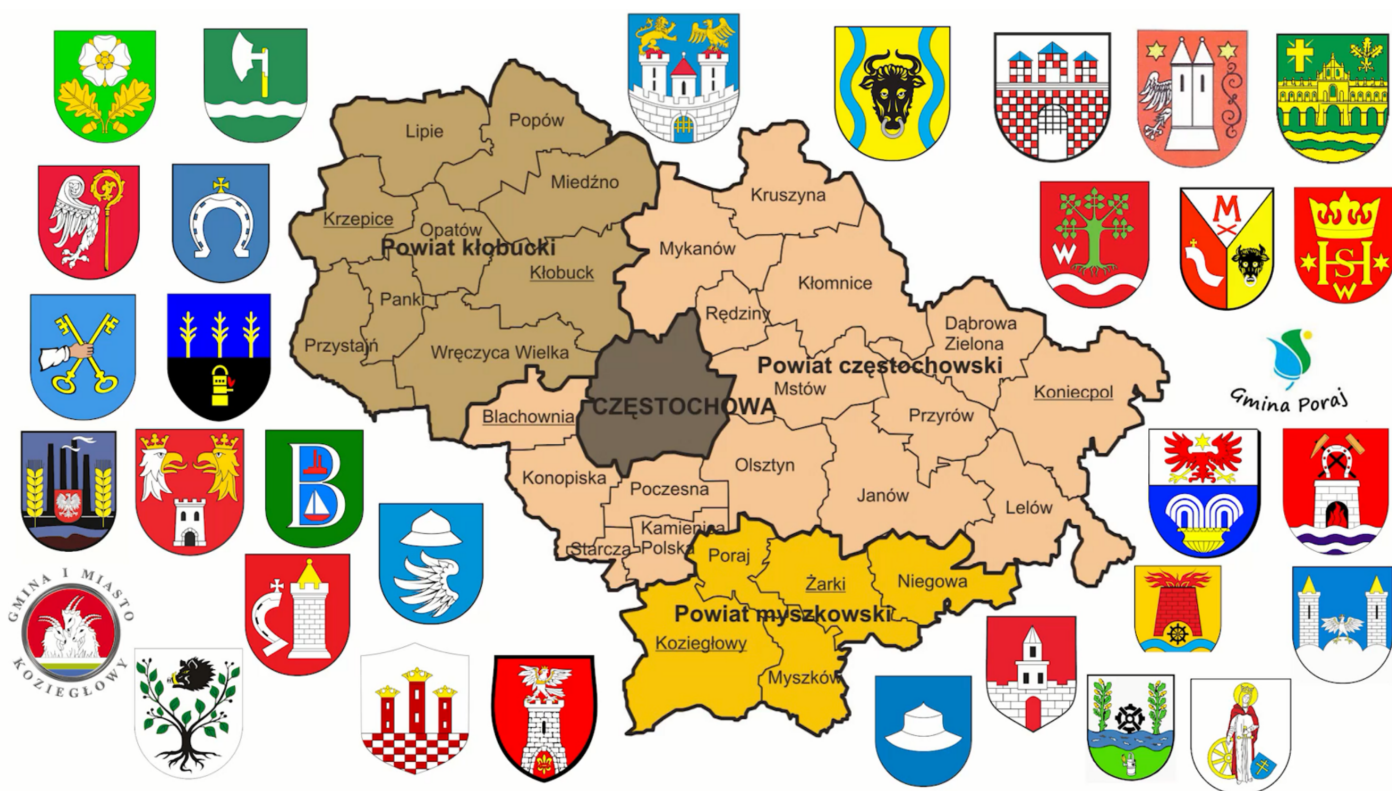 Lipie
Popów
Miedźno
Krzepice
Opatów
Powiat kłobucki
Kłobuck
Panki
Przystajń
Wręczyca Wielka
Kruszyna
Mykanów
Kłomnice
Rędziny
Dąbrowa
Zielona
Powiat częstochowski
Mstów
Koniecpol
CZĘSTOCHOWA
Blachownia
Przyrów
Konopiska
Olsztyn
Poczesna
Janów
Lelów
Kamienica
Polska
Starcza
Poraj
Żarki
Niegowa
Powiat myszkowski
Koziegłowy
Myszków
W
M
HS
W
Gmina Poraj
B
GMINA I MIASTO
KOZIEGŁOWY